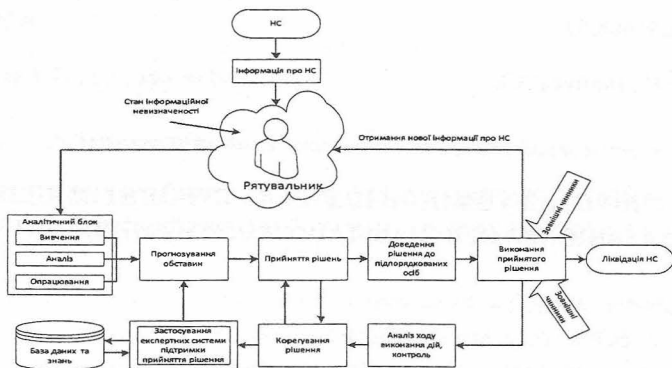 НС
Інформація про НС
Стан інформаційної
невизначеності
Отримання нової інформації про НС
Рятувальник
Зовнішні чинники
Аналітичний блок
Вивчення
Аналіз
Опрацювання
Прогнозування
обставин
Прийняття рішень
Доведення
рішення до
підпорядкованих
осіб
Виконання
прийнятого
рішення
Ліквідація НС
Зовнішні
чинники
База даних та
знань
Застосування
експертних системи
підтримки
прийняття рішення
Корегування
рішення
Аналіз ходу
виконання дій,
контроль